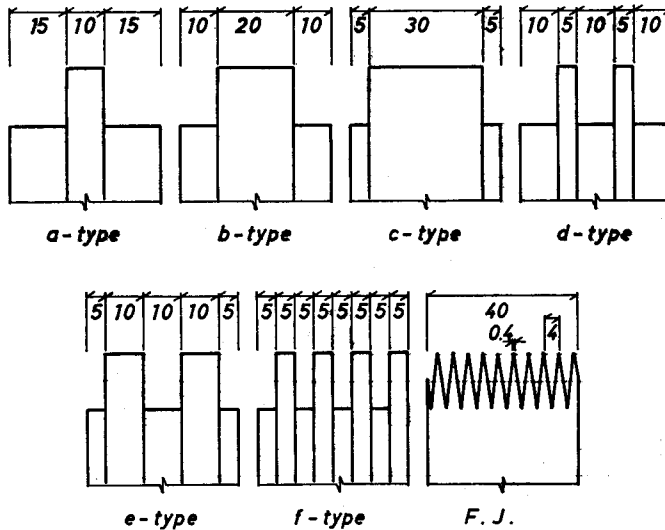 15 10 15 10 20 10 5 30 5 10 5 10 5 10
a-type b-type c-type d-type
5 10 10 10 5 5 5 5 5 5 5 5 5 40
0.4 4
e-type f-type F. J.